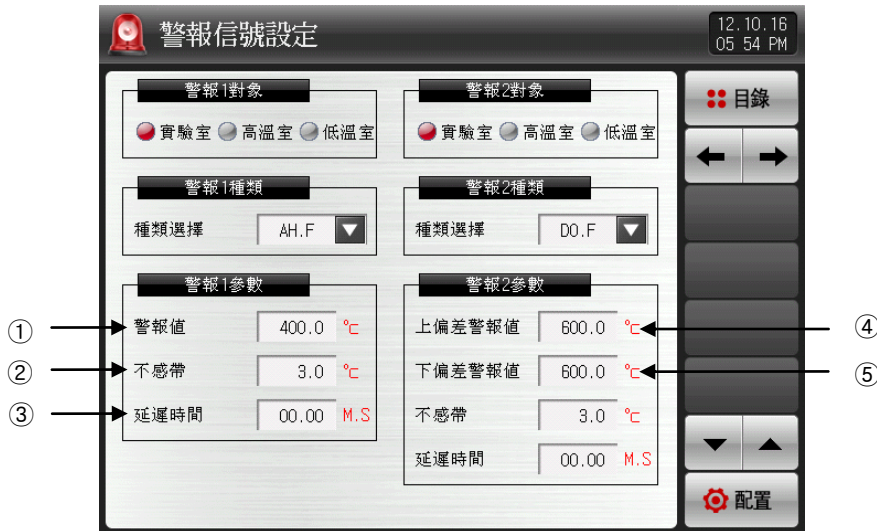 警報信號設定
12.10.16
05 54 PM
警報1對象
實驗室 高溫室 低溫室
警報1種類
種類選擇 AH.F
警報1參數
① 警報值 400.0 ℃
② 不感帶 3.0 ℃
③ 延遲時間 00.00 M.S
警報2對象
實驗室 高溫室 低溫室
警報2種類
種類選擇 DO.F
警報2參數
上偏差警報值 600.0 ℃ ④
下偏差警報值 600.0 ℃ ⑤
不感帶 3.0 ℃
延遲時間 00.00 M.S
目錄
配置